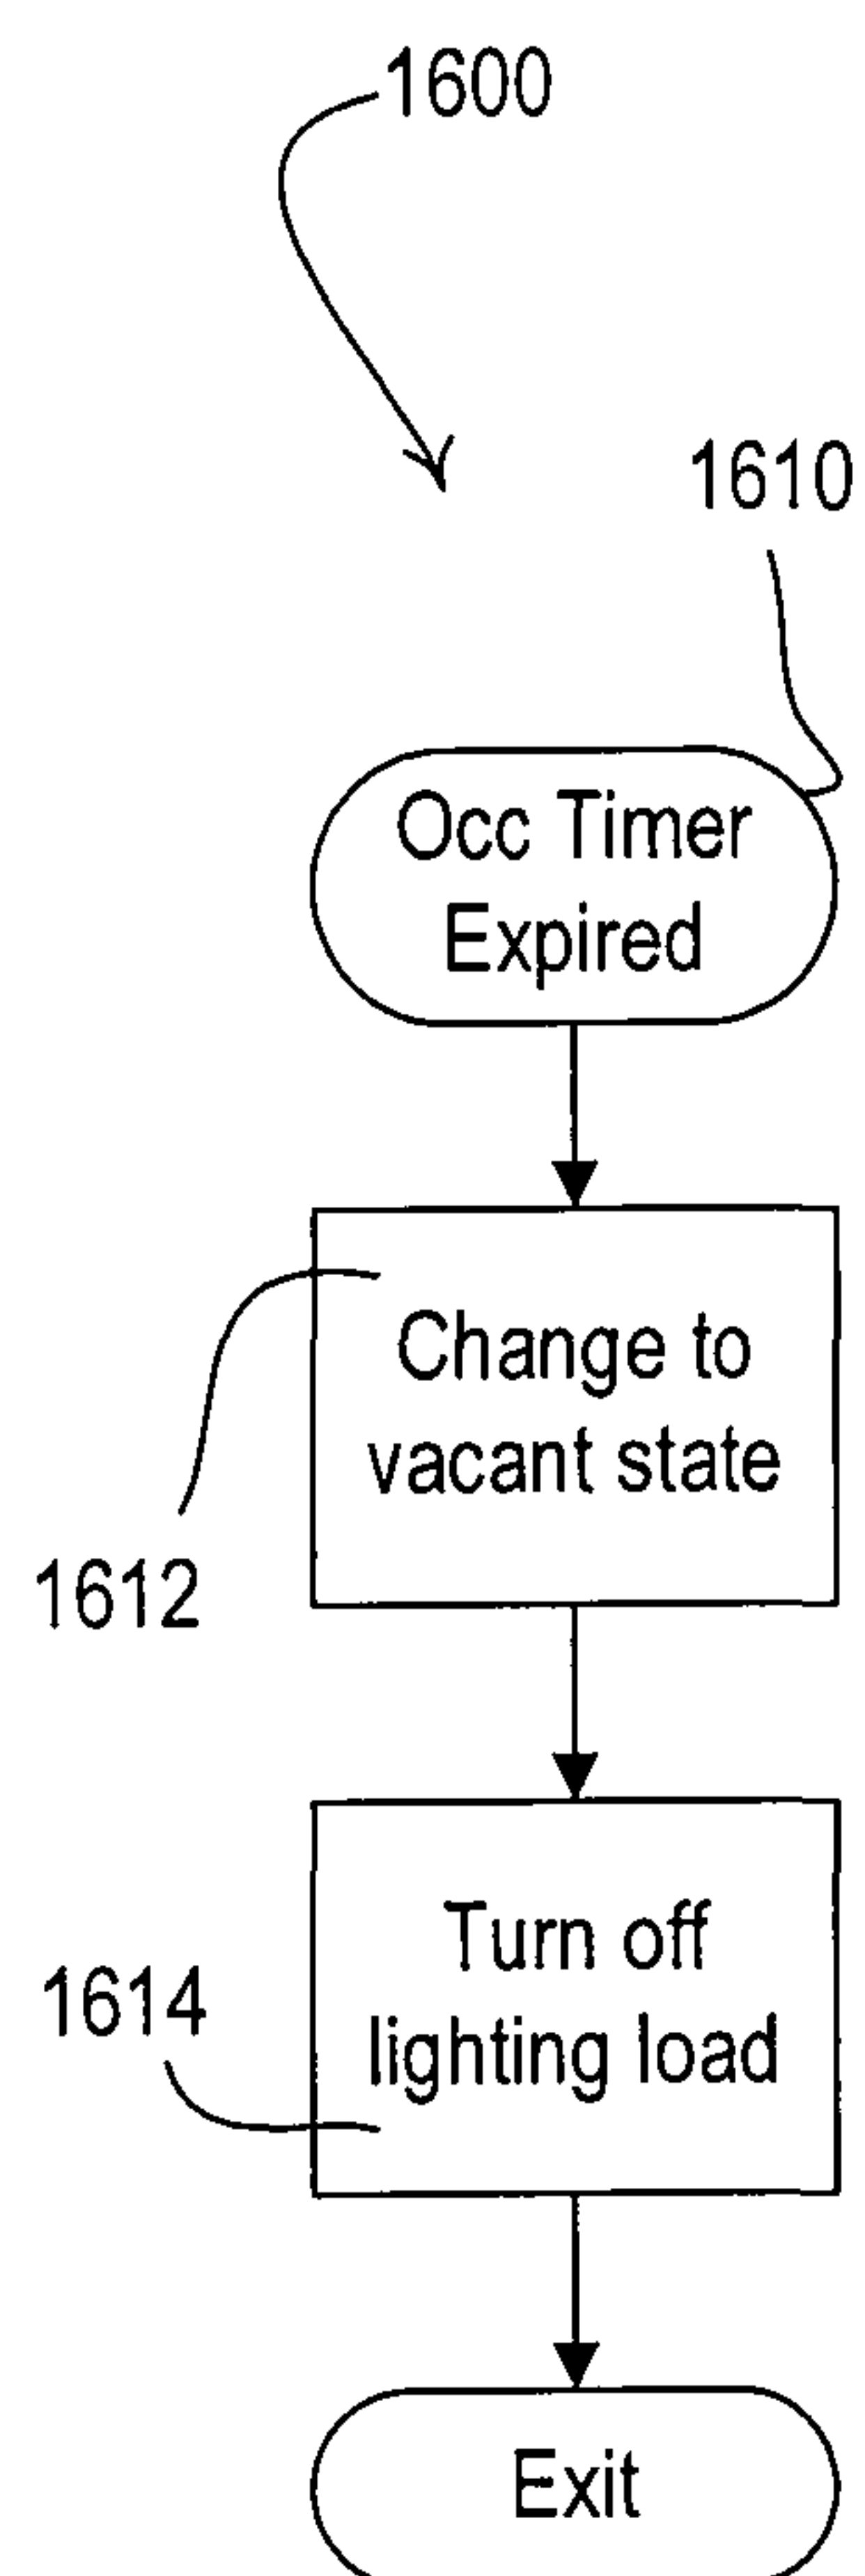 1600
1610
Occ Timer
Expired
Change to
vacant state
1612
Turn off
lighting load
1614
Exit